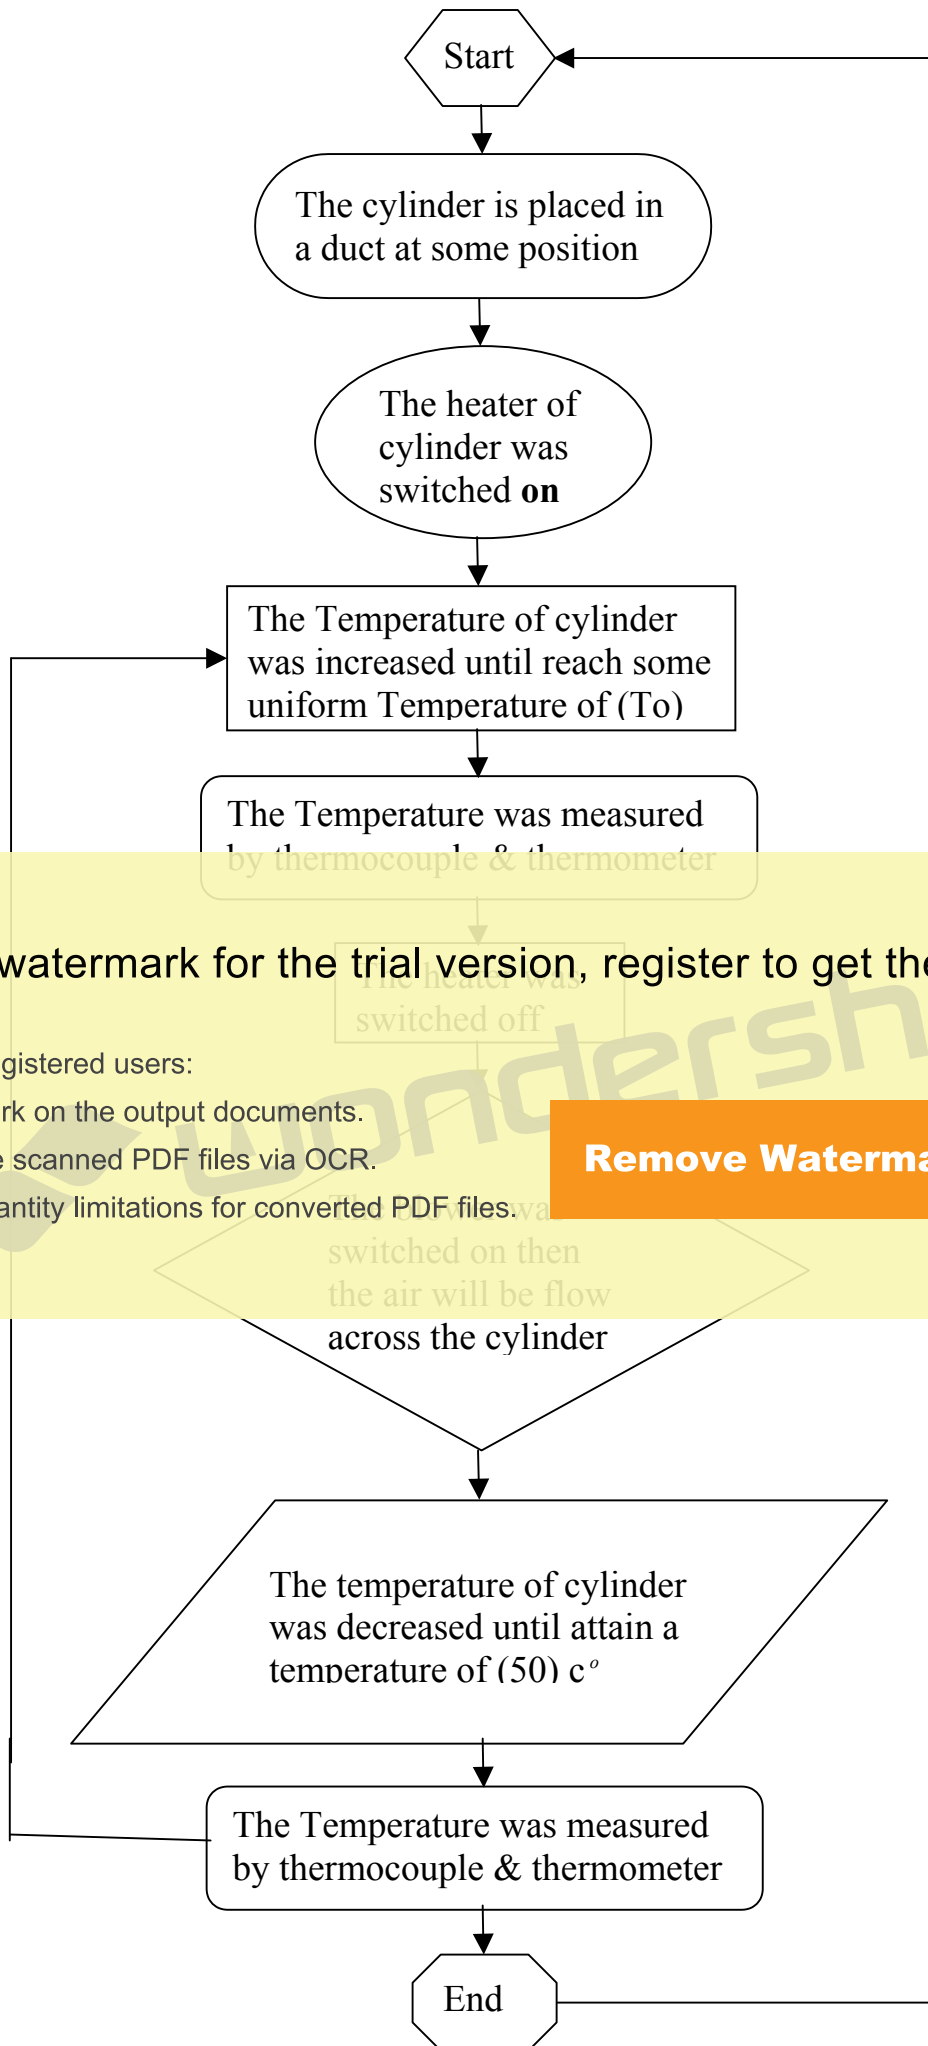 Start
The cylinder is placed in
a duct at some position
The heater of
cylinder was
switched on
The Temperature of cylinder
was increased until reach some
uniform Temperature of (To)
The Temperature was measured
by thermocouple & thermometer
watermark for the trial version, register to get the
The heater was
switched off
gistered users:
rk on the output documents.
e scanned PDF files via OCR.
antity limitations for converted PDF files.
wondersh
Remove Waterma
The blower was
switched on then
the air will be flow
across the cylinder
The temperature of cylinder
was decreased until attain a
temperature of (50) cº
The Temperature was measured
by thermocouple & thermometer
End